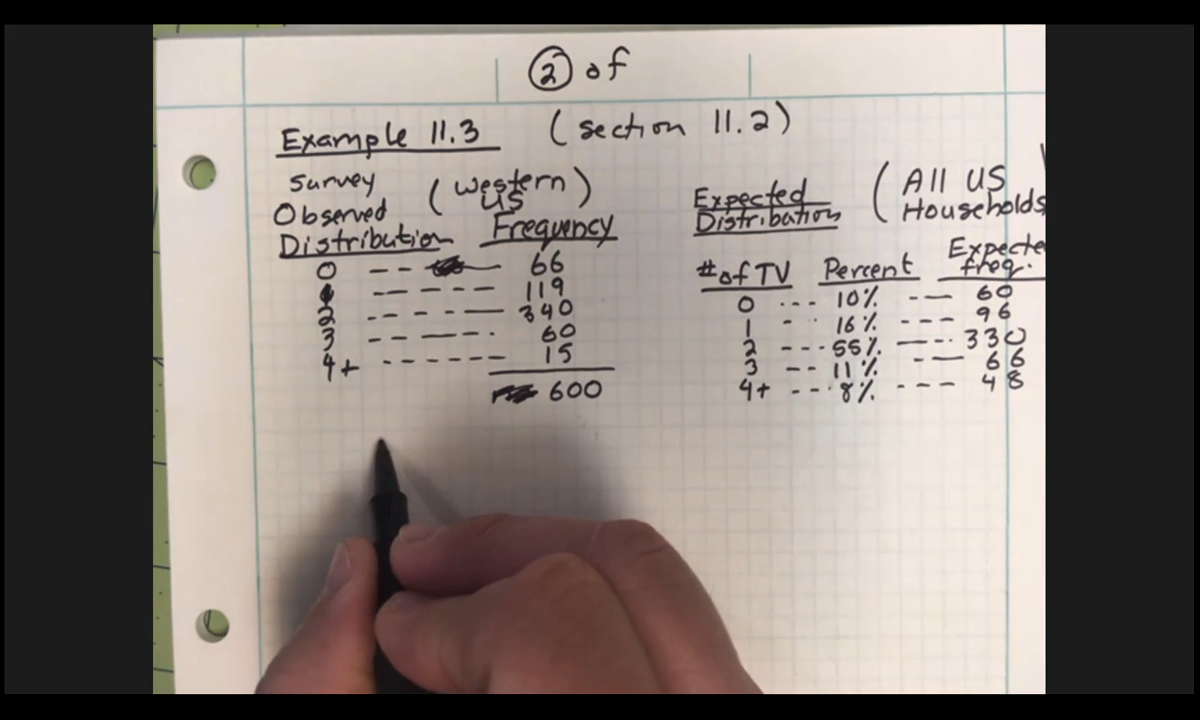 ② of
Example 11.3 (section 11.2)
Survey (Western US)
Observed
Distribution Frequency
0 -- — 66
1 ----- 119
2 ----— 340
3 ----- 60
4+ ------ 15
600
Expected
Distribution
(All US
Households
# of TV Percent Expecte
freq.
0 --- 10% -— 60
1 - -- 16% --- 96
2 --- 55% —-- 330
3 -- 11% -— 66
4+ --- 8% ---- 48